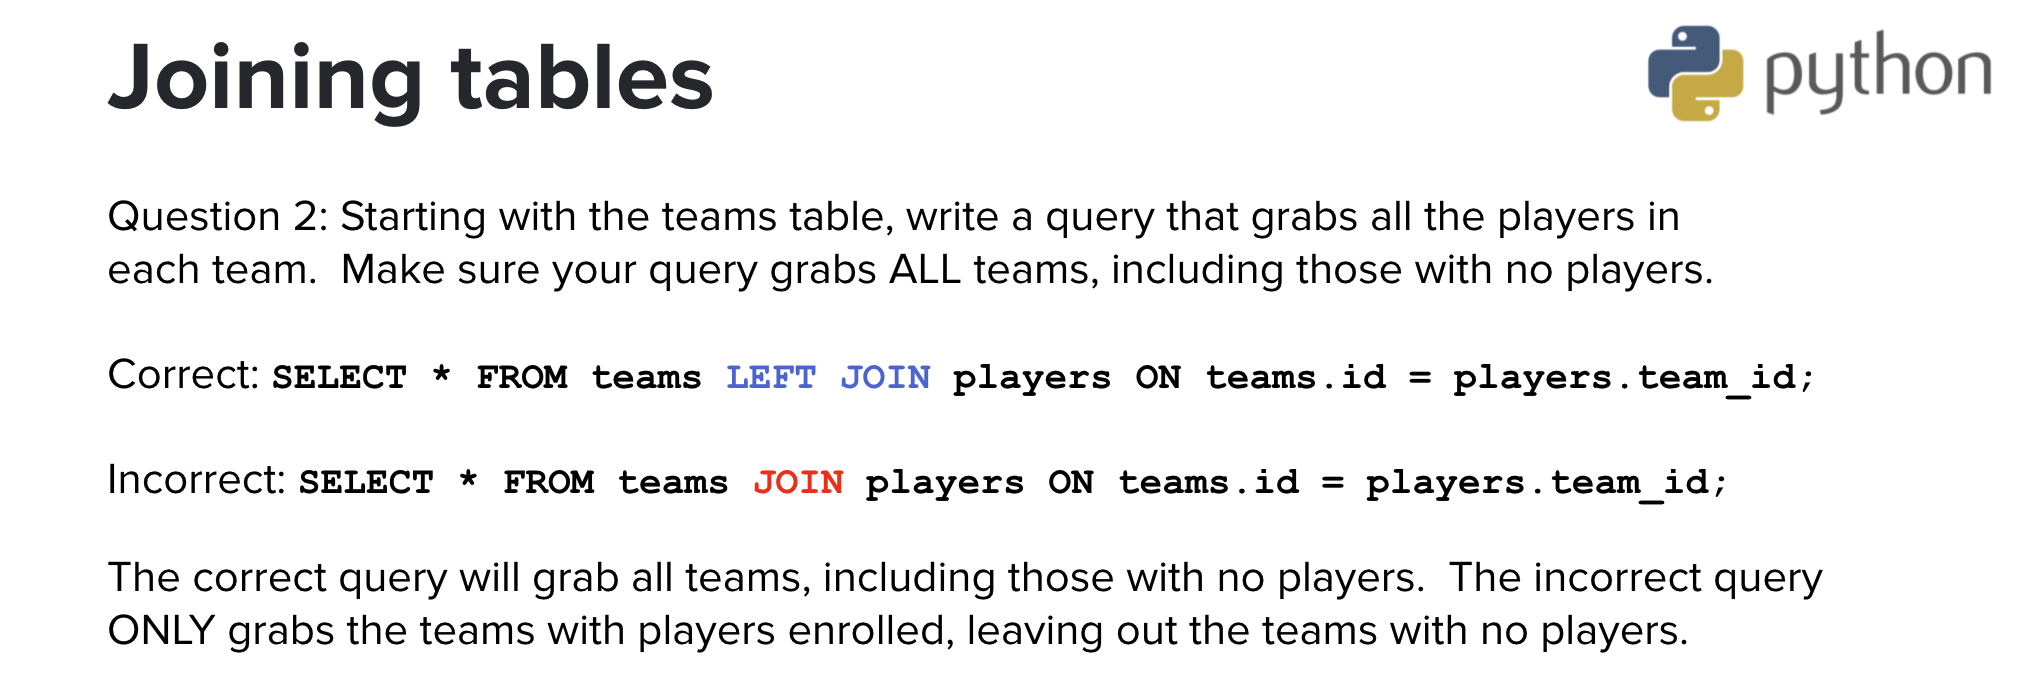 Joining tables
python
Question 2: Starting with the teams table, write a query that grabs all the players in
each team.  Make sure your query grabs ALL teams, including those with no players.
Correct: SELECT * FROM teams LEFT JOIN players ON teams.id = players.team_id;
Incorrect: SELECT * FROM teams JOIN players ON teams.id = players.team_id;
The correct query will grab all teams, including those with no players.  The incorrect query
ONLY grabs the teams with players enrolled, leaving out the teams with no players.